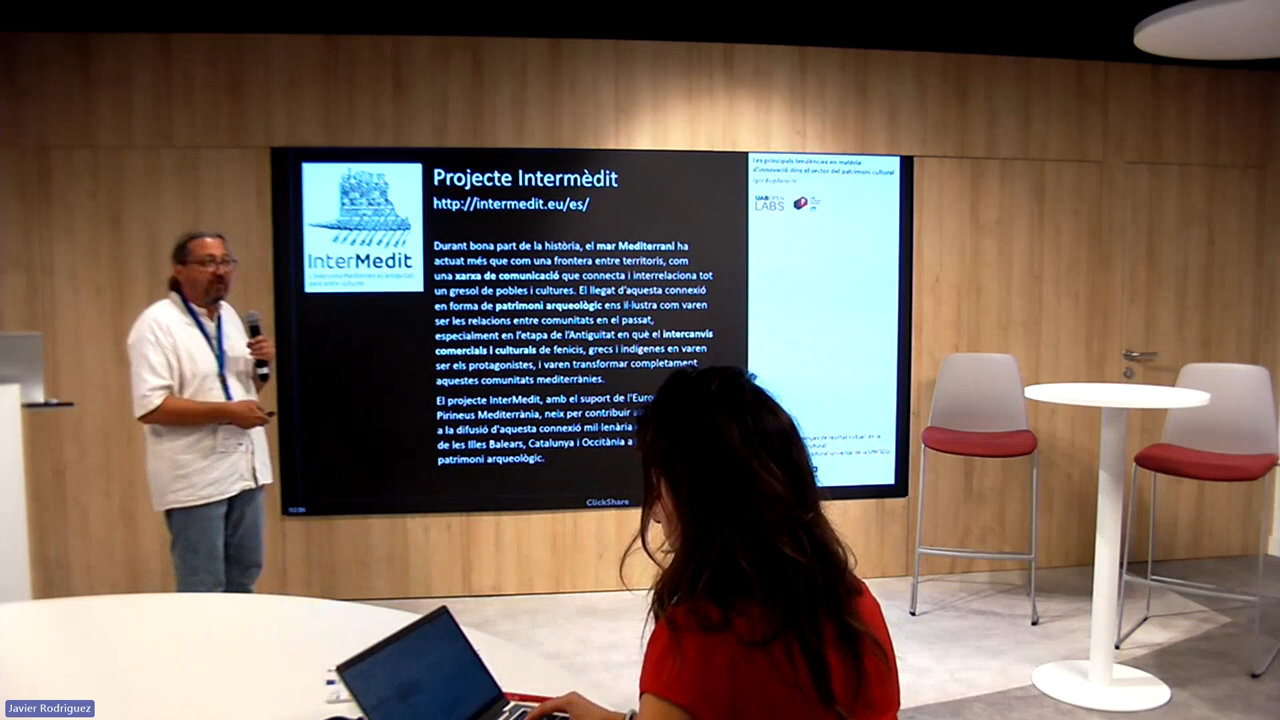 Projecte Intermèdit
http://intermedit.eu/es/
InterMedit
Durant bona part de la història, el mar Mediterrani ha
actuat més que com una frontera entre territoris, com
una xarxa de comunicació que connecta i interrelaciona tot
un gresol de pobles i cultures. El llegat d'aquesta connexió
en forma de patrimoni arqueològic ens il·lustra com varen
ser les relacions entre comunitats en el passat,
especialment en l'etapa de l'Antiguitat en què el intercanvis
comercials i culturals de fenicis, grecs i indígenes en varen
ser els protagonistes, i varen transformar completament
aquestes comunitats mediterrànies.
El projecte InterMedit, amb el suport de l'Euro
Pirineus Mediterrània, neix per contribuir
a la difusió d'aquesta connexió mil·lenària
de les Illes Balears, Catalunya i Occitània a
patrimoni arqueològic.
Les principals tendències en matèria
d'innovació dins el sector del patrimoni cultural
UAB OPEN
LABS
ClickShare
Javier Rodriguez